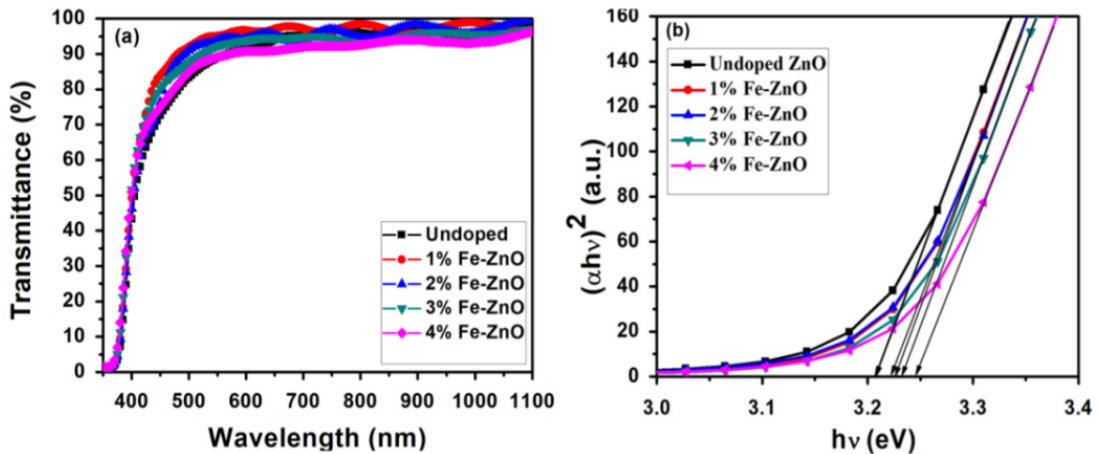 (a)
Transmittance (%)
100
90
80
70
60
50
40
30
20
10
0
Undoped
1% Fe-ZnO
2% Fe-ZnO
3% Fe-ZnO
4% Fe-ZnO
400 500 600 700 800 900 1000 1100
Wavelength (nm)
(b)
(αhν)2 (a.u.)
160
140
120
100
80
60
40
20
0
Undoped ZnO
1% Fe-ZnO
2% Fe-ZnO
3% Fe-ZnO
4% Fe-ZnO
3.0 3.1 3.2 3.3 3.4
hν (eV)